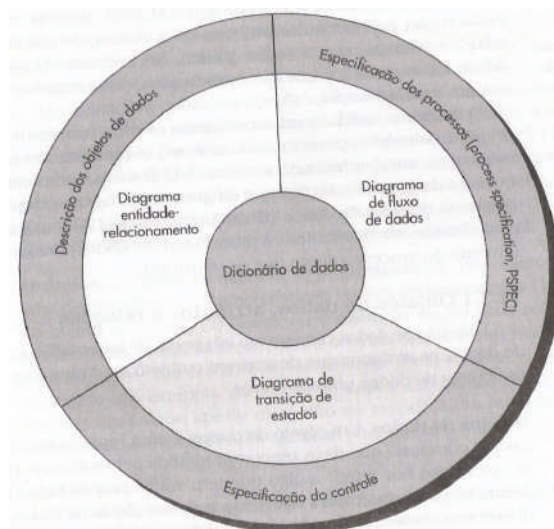 Descrição dos objetos de dados
Especificação dos processos (process specification, PSPEC)
Diagrama
entidade-
relacionamento
Diagrama
de fluxo
de dados
Dicionário de dados
Diagrama de
transição de
estados
Especificação do controle